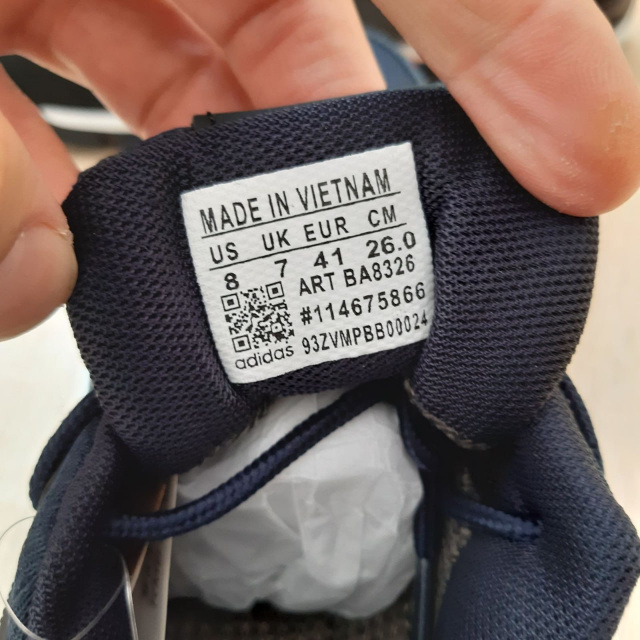 MADE IN VIETNAM
US UK EUR CM
8 7 41 26.0
ART BA8326
#114675866
adidas 93ZVMPBB00024